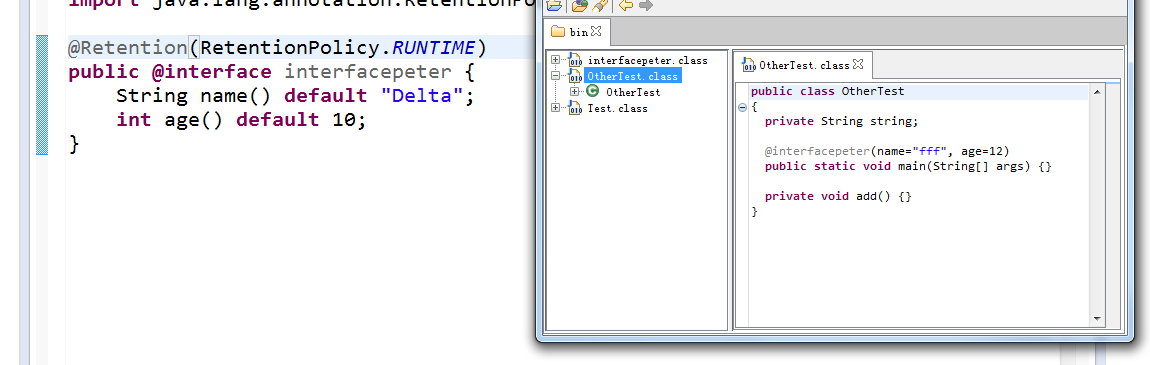 import java.lang.annotation.RetentionPo
@Retention(RetentionPolicy.RUNTIME)
public @interface interfacepeter {
String name() default "Delta";
int age() default 10;
}
bin
interfacepeter.class
OtherTest.class
OtherTest
Test.class
OtherTest.class
public class OtherTest
{
private String string;
@interfacepeter(name="fff", age=12)
public static void main(String[] args) {}
private void add() {}
}